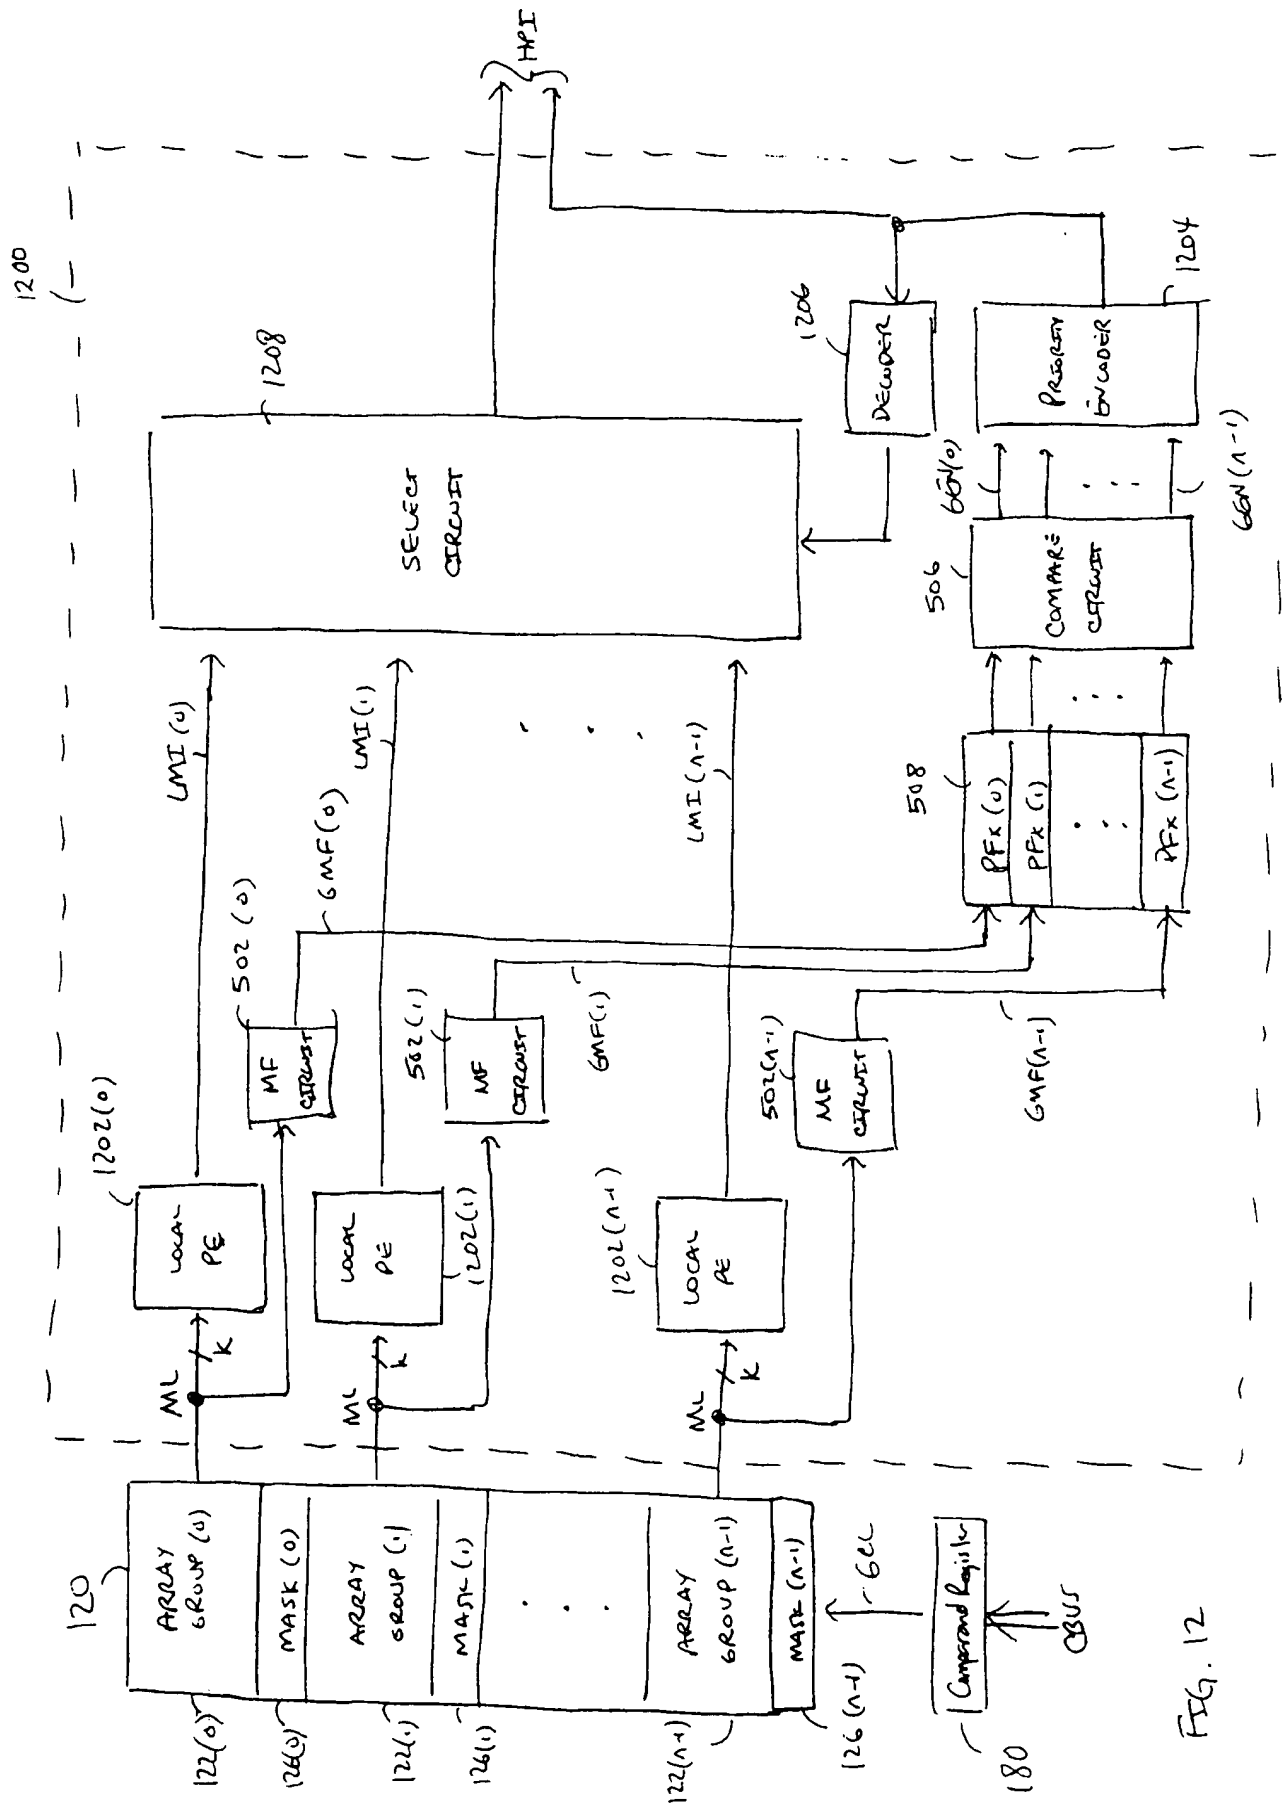 1200
HPI
1208
SELECT
CIRCUIT
1206
DECODER
1204
PRIORITY
ENCODER
GEN(0)
GEN(n-1)
506
COMPARE
CIRCUIT
508
PFX(0)
PFX(1)
PFX(n-1)
LMI(0)
LMI(1)
LMI(n-1)
GMF(0)
GMF(1)
GMF(n-1)
502(0)
MF
CIRCUIT
502(1)
MF
CIRCUIT
502(n-1)
MF
CIRCUIT
1202(0)
LOCAL
PE
1202(1)
LOCAL
PE
1202(n-1)
LOCAL
PE
ML
K
ML
K
ML
K
120
ARRAY
GROUP (0)
MASK (0)
ARRAY
GROUP (1)
MASK (1)
ARRAY
GROUP (n-1)
MASK (n-1)
122(0)
126(0)
122(1)
126(1)
122(n-1)
126(n-1)
GCL
Comparand Register
180
CBUS
FIG. 12